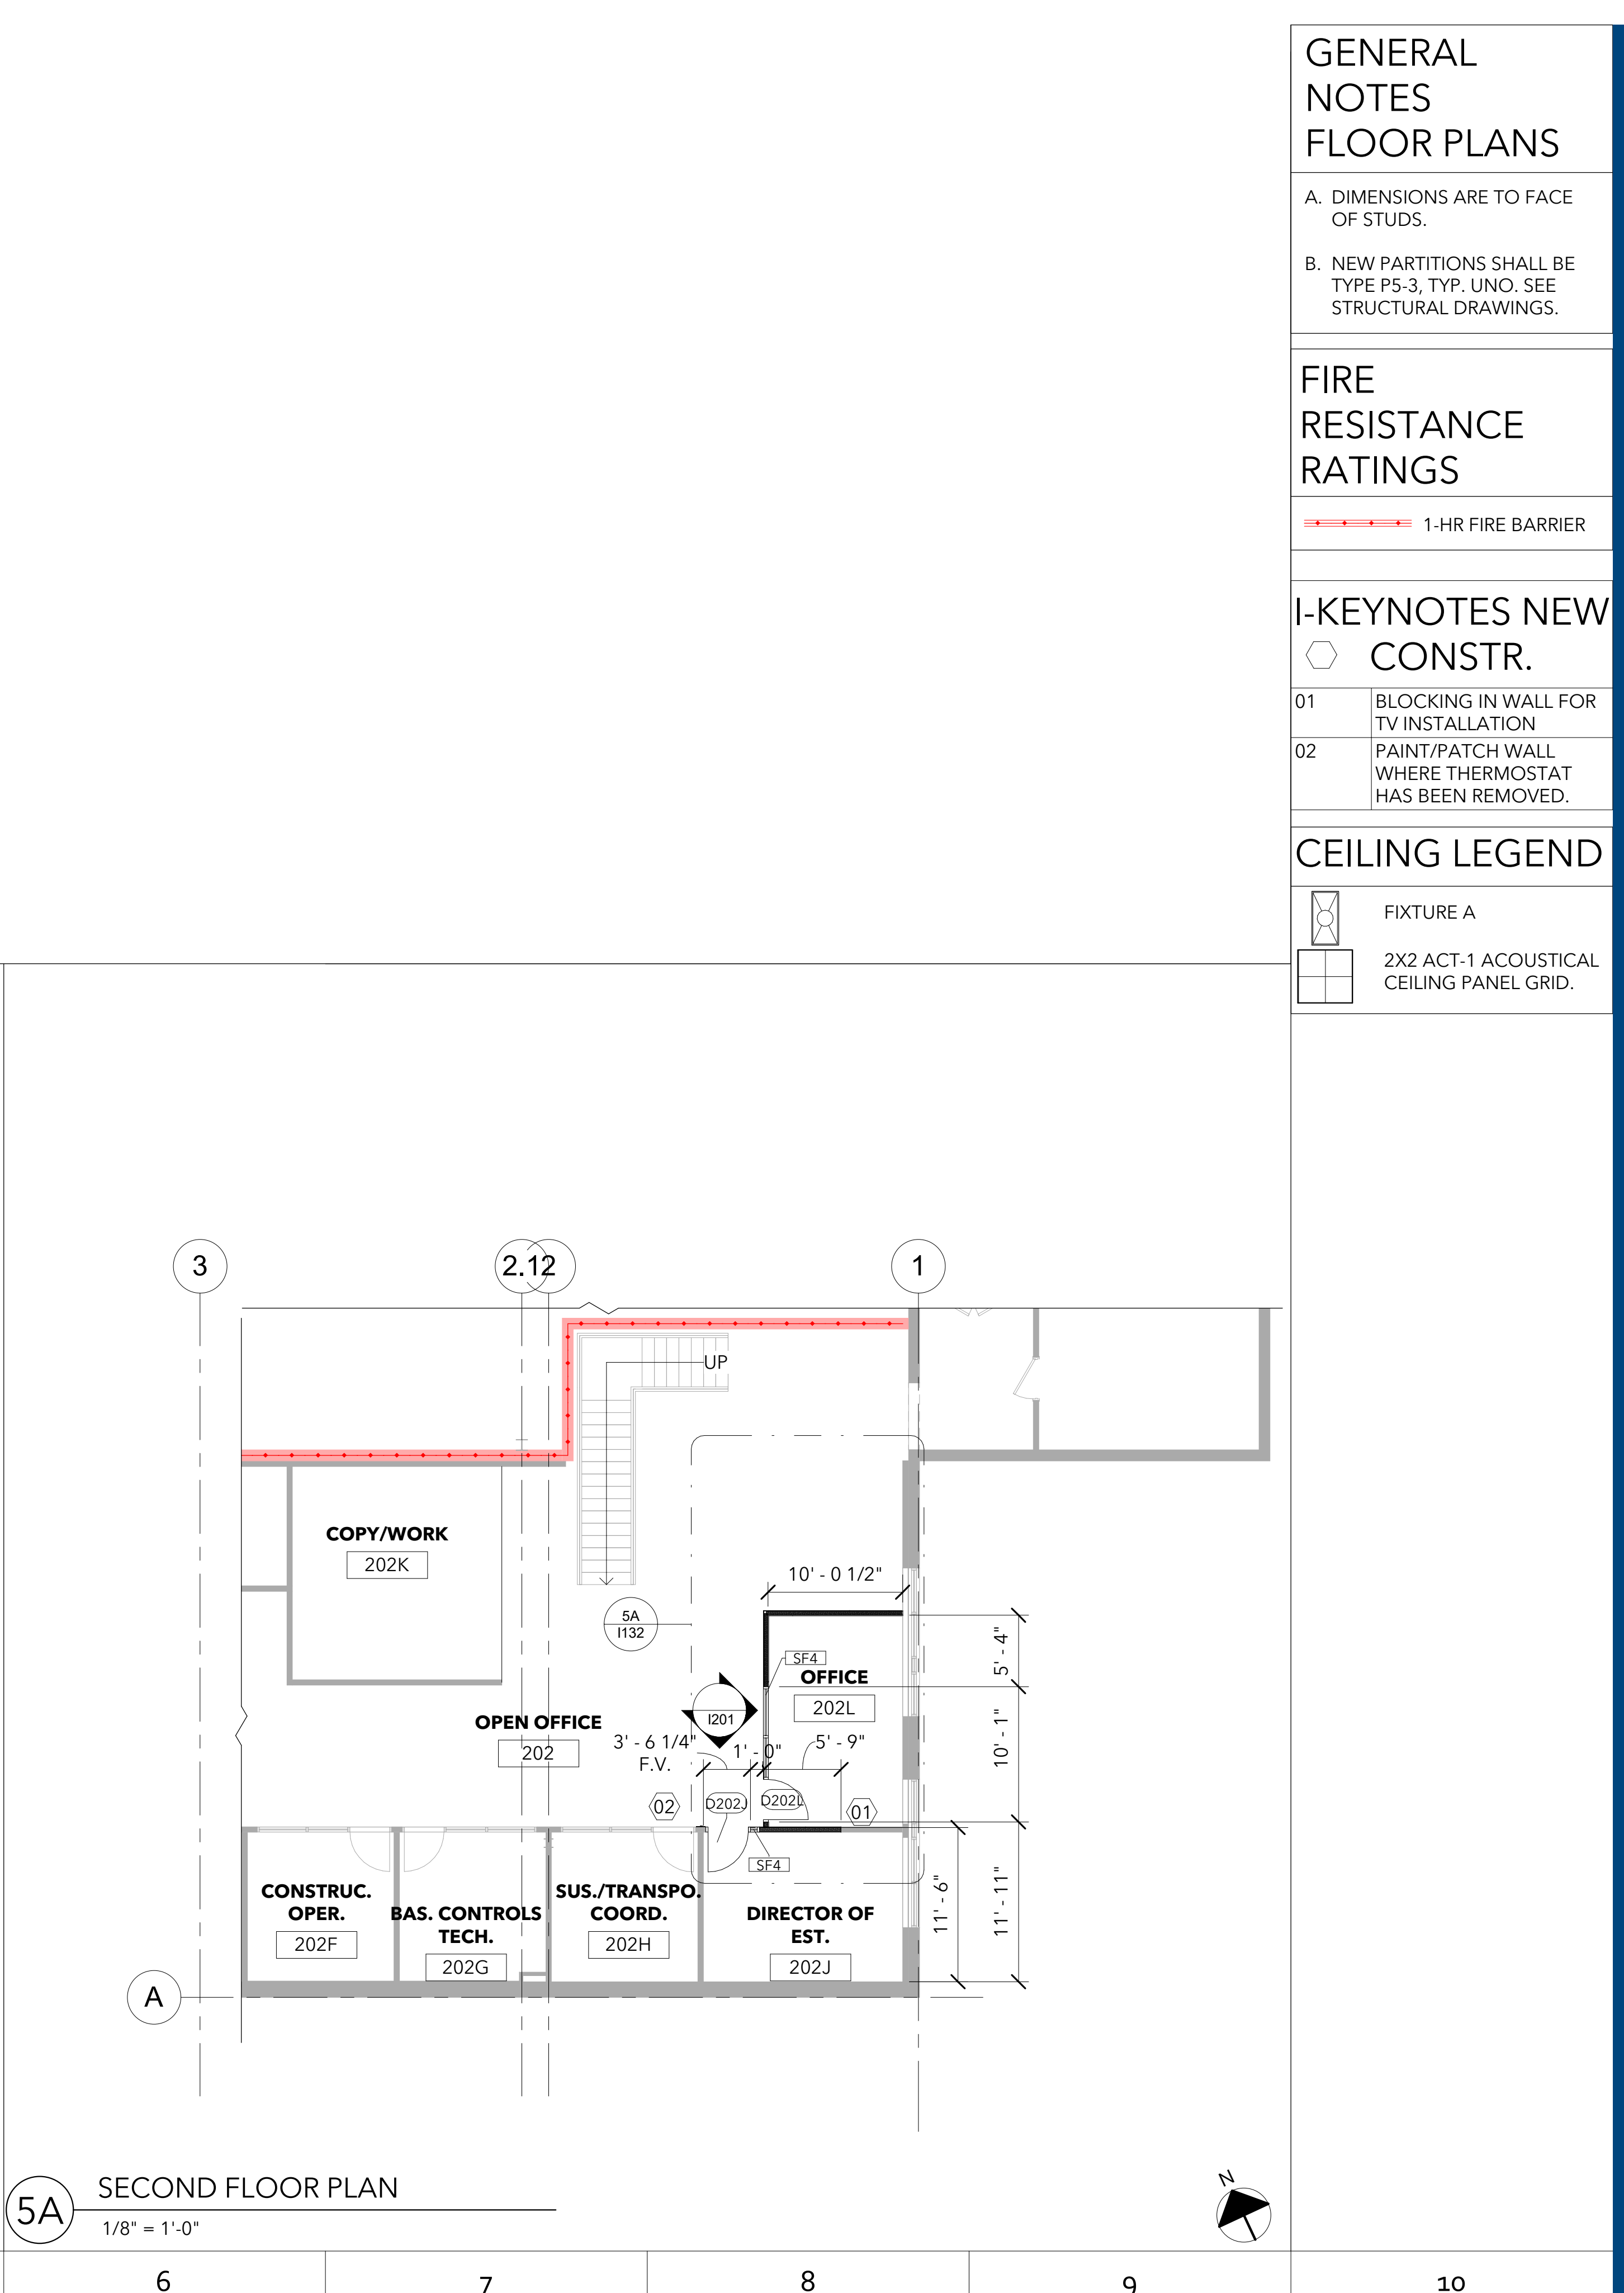 GENERAL
NOTES
FLOOR PLANS
A. DIMENSIONS ARE TO FACE
OF STUDS.
B. NEW PARTITIONS SHALL BE
TYPE P5-3, TYP. UNO. SEE
STRUCTURAL DRAWINGS.
FIRE
RESISTANCE
RATINGS
1-HR FIRE BARRIER
I-KEYNOTES NEW
CONSTR.
01 BLOCKING IN WALL FOR
TV INSTALLATION
02 PAINT/PATCH WALL
WHERE THERMOSTAT
HAS BEEN REMOVED.
CEILING LEGEND
FIXTURE A
2X2 ACT-1 ACOUSTICAL
CEILING PANEL GRID.
3
2.1
2
1
UP
COPY/WORK
202K
10' - 0 1/2"
5A
I132
5' - 4"
SF4
OFFICE
202L
I201
OPEN OFFICE
202
3' - 6 1/4"
F.V.
1' - 0"
5' - 9"
10' - 1"
02
D202J
D202L
01
SF4
CONSTRUC.
OPER.
202F
BAS. CONTROLS
TECH.
202G
SUS./TRANSPO.
COORD.
202H
DIRECTOR OF
EST.
202J
11' - 6"
11' - 11"
A
5A
SECOND FLOOR PLAN
1/8" = 1'-0"
N
6
7
8
9
10